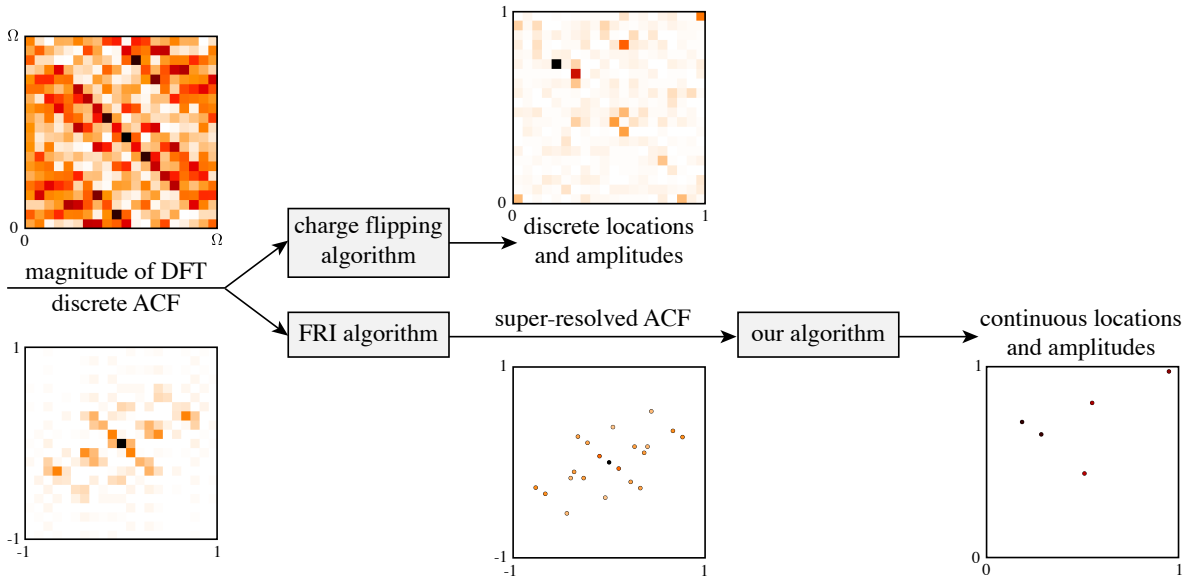 Ω
0
0
Ω
1
0
0
1
charge flipping
algorithm
discrete locations
and amplitudes
magnitude of DFT
discrete ACF
FRI algorithm
super-resolved ACF
our algorithm
continuous locations
and amplitudes
1
-1
-1
1
1
-1
-1
1
1
0
0
1